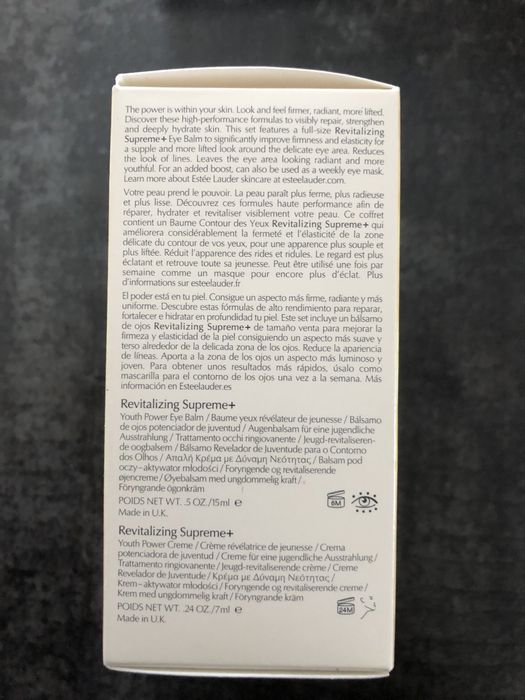 The power is within your skin. Look and feel firmer, radiant, more lifted.
Discover these high-performance formulas to visibly repair, strengthen
and deeply hydrate skin. This set features a full-size Revitalizing
Supreme+ Eye Balm to significantly improve firmness and elasticity for
a supple and more lifted look around the delicate eye area. Reduces
the look of lines. Leaves the eye area looking radiant and more
youthful. For an added boost, can also be used as a weekly eye mask.
Learn more about Estée Lauder skincare at esteelauder.com
Votre peau prend le pouvoir. La peau paraît plus ferme, plus radieuse
et plus lisse. Découvrez ces formules haute performance afin de
réparer, hydrater et revitaliser visiblement votre peau. Ce coffret
contient un Baume Contour des Yeux Revitalizing Supreme+ qui
améliorera considérablement la fermeté et l'élasticité de la zone
délicate du contour de vos yeux, pour une apparence plus souple et
plus liftée. Réduit l'apparence des rides et ridules. Le regard est plus
éclatant et retrouve toute sa jeunesse. Peut être utilisé une fois par
semaine comme un masque pour encore plus d'éclat. Plus
d'informations sur esteelauder.fr
El poder está en tu piel. Consigue un aspecto más firme, radiante y más
uniforme. Descubre estas fórmulas de alto rendimiento para reparar,
fortalecer e hidratar en profundidad tu piel. Este set incluye un bálsamo
de ojos Revitalizing Supreme+ de tamaño venta para mejorar la
firmeza y elasticidad de la piel consiguiendo un aspecto más suave y
terso alrededor de la delicada zona de los ojos. Reduce la apariencia
de líneas. Aporta a la zona de los ojos un aspecto más luminoso y
joven. Para obtener unos resultados más rápidos, úsalo como
mascarilla para el contorno de los ojos una vez a la semana. Más
información en Esteelauder.es
Revitalizing Supreme+
Youth Power Eye Balm / Baume yeux révélateur de jeunesse / Bálsamo
de ojos potenciador de juventud / Augenbalsam für eine jugendliche
Ausstrahlung / Trattamento occhi ringiovanente / Jeugd-revitaliseren-
de oogbalsem / Bálsamo Revelador de Juventude para o Contorno
dos Olhos / Απαλή Κρέμα με Δύναμη Νεότητας / Balsam pod
oczy - aktywator młodości / Foryngende og revitaliserende
øjencreme / Øyebalsam med ungdommelig kraft /
Föryngrande ögonkräm
POIDS NET WT. .5 OZ./15ml e
Made in U.K.
6M
Revitalizing Supreme+
Youth Power Creme / Crème révélatrice de jeunesse / Crema
potenciadora de juventud / Creme für eine jugendliche Ausstrahlung /
Trattamento ringiovanente / Jeugd-revitaliserende crème / Creme
Revelador de Juventude / Κρέμα με Δύναμη Νεότητας /
Krem - aktywator młodości / Foryngende og revitaliserende creme /
Krem med ungdommelig kraft / Föryngrande kräm
POIDS NET WT. .24 OZ./7ml e
Made in U.K.
24M